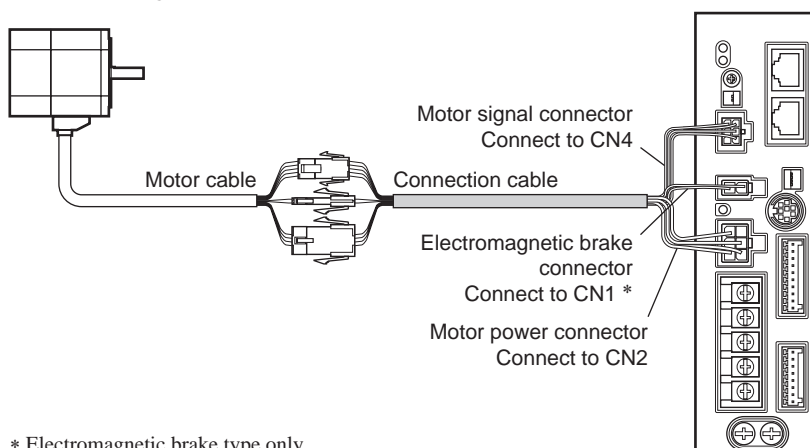 Motor signal connector
Connect to CN4
Motor cable
Connection cable
Electromagnetic brake
connector
Connect to CN1 *
Motor power connector
Connect to CN2
* Electromagnetic brake type only